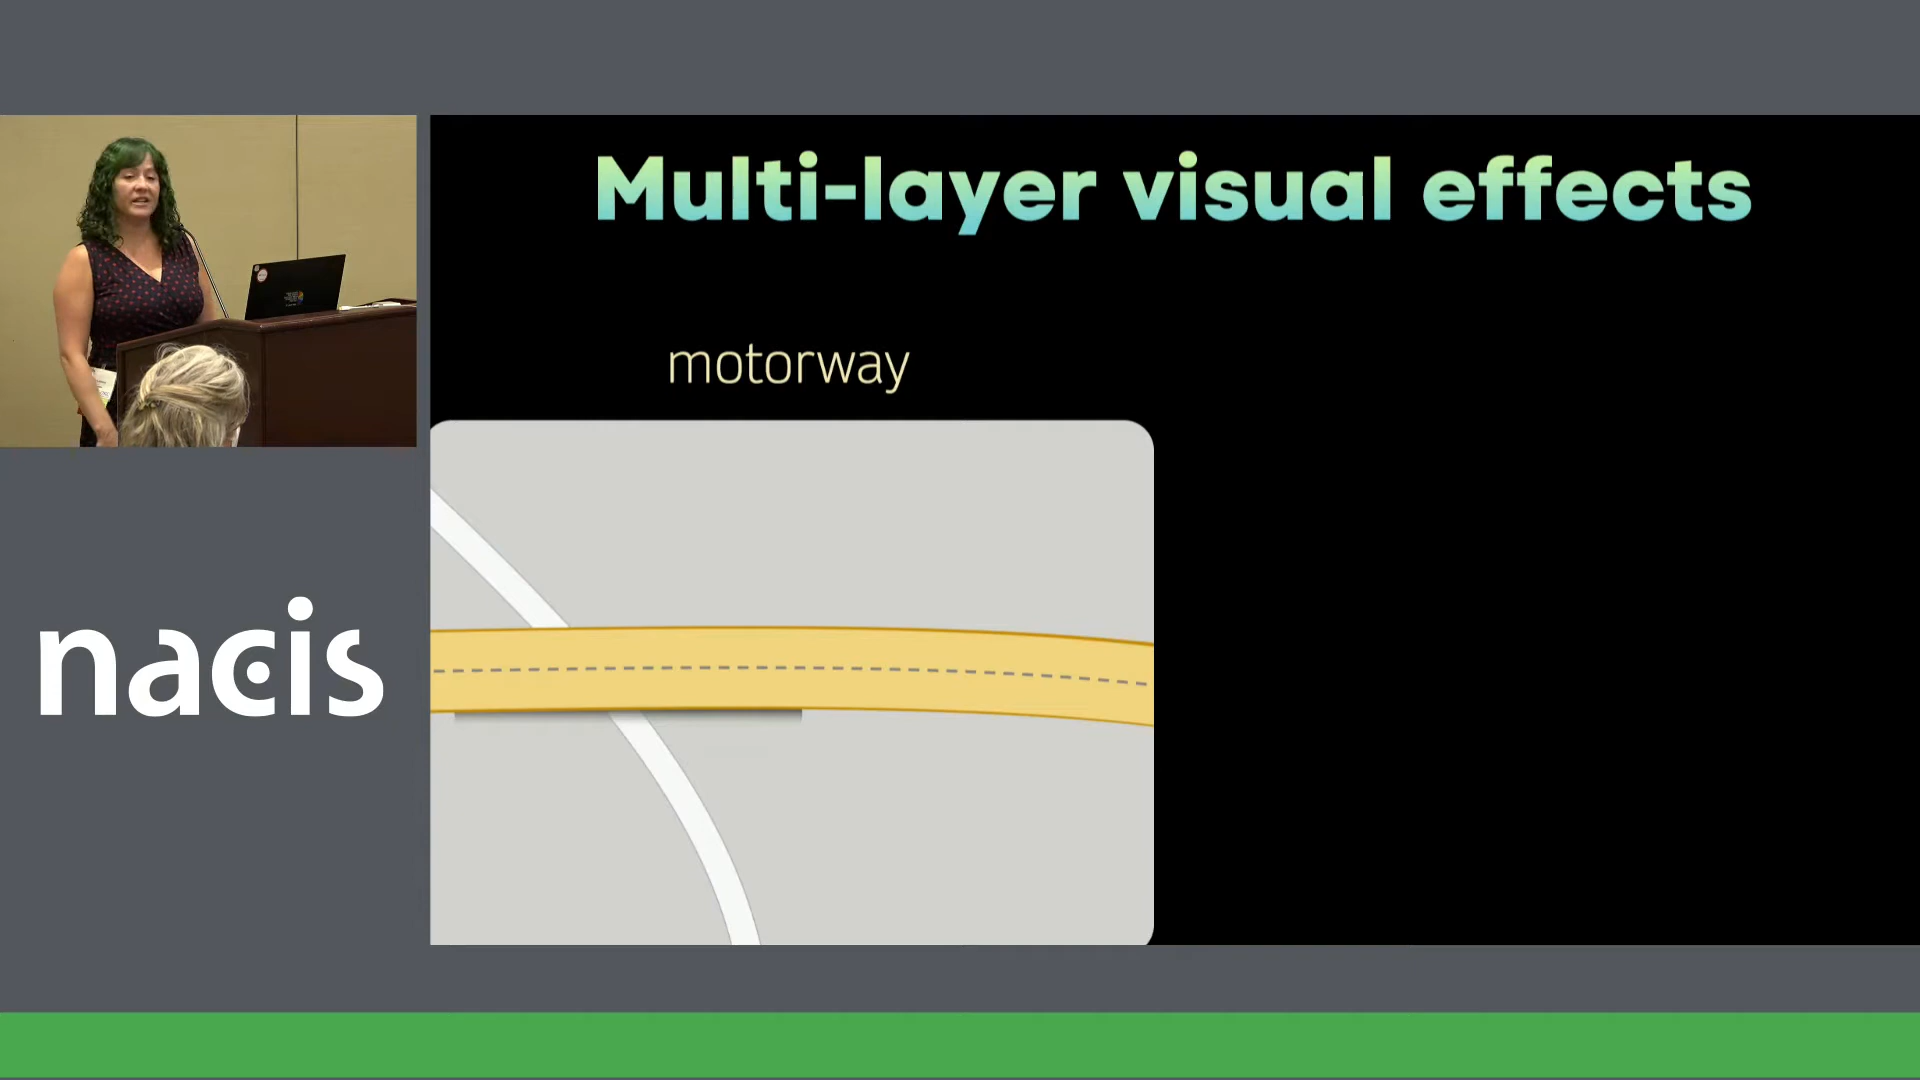 Multi-layer visual effects
motorway
nacis